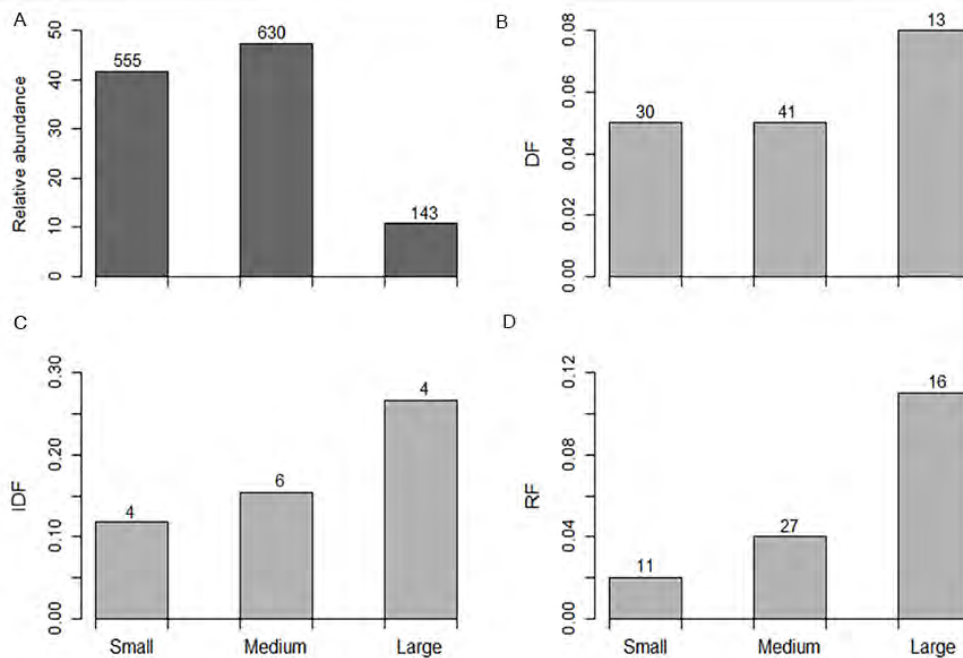 A
Relative abundance
50
40
30
20
10
0
555
630
143
B
DF
0.08
0.06
0.04
0.02
0.00
30
41
13
C
IDF
0.30
0.20
0.10
0.00
4
6
4
Small
Medium
Large
D
RF
0.12
0.08
0.04
0.00
11
27
16
Small
Medium
Large